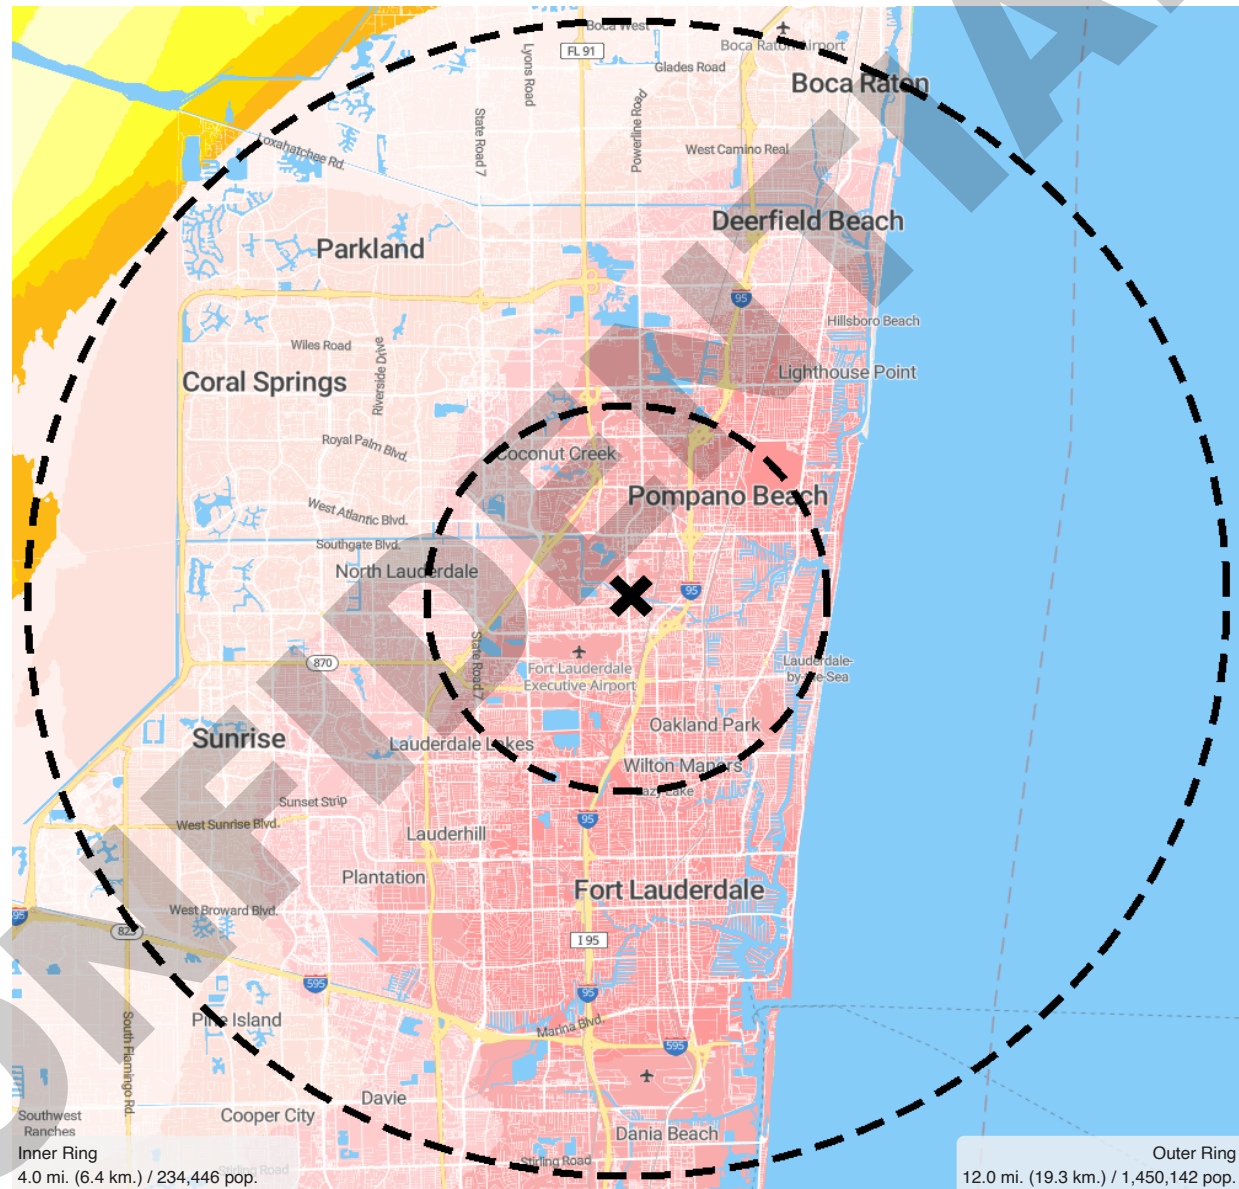 Boca West
FL 91
Boca Raton Airport
Lyons Road
Glades Road
Boca Raton
Powerline Road
State Road 7
Loxahatchee Rd.
West Camino Real
Deerfield Beach
Parkland
95
Hillsboro Beach
Wiles Road
Riverside Drive
Lighthouse Point
Coral Springs
Royal Palm Blvd.
Coconut Creek
Pompano Beach
West Atlantic Blvd.
Southgate Blvd.
North Lauderdale
95
State Road 7
870
Fort Lauderdale
Executive Airport
Lauderdale-
by-the-Sea
Oakland Park
Sunrise
Lauderdale Lakes
Wilton Manors
Lazy Lake
Sunset Strip
West Sunrise Blvd.
95
Lauderhill
Plantation
Fort Lauderdale
West Broward Blvd.
95
823
I 95
595
95
Pine Island
South Flamingo Rd.
Marina Blvd.
595
Davie
Cooper City
Southwest
Ranches
Dania Beach
Stirling Road
Stirling Road
Inner Ring
4.0 mi. (6.4 km.) / 234,446 pop.
Outer Ring
12.0 mi. (19.3 km.) / 1,450,142 pop.
ONFIDENTIA